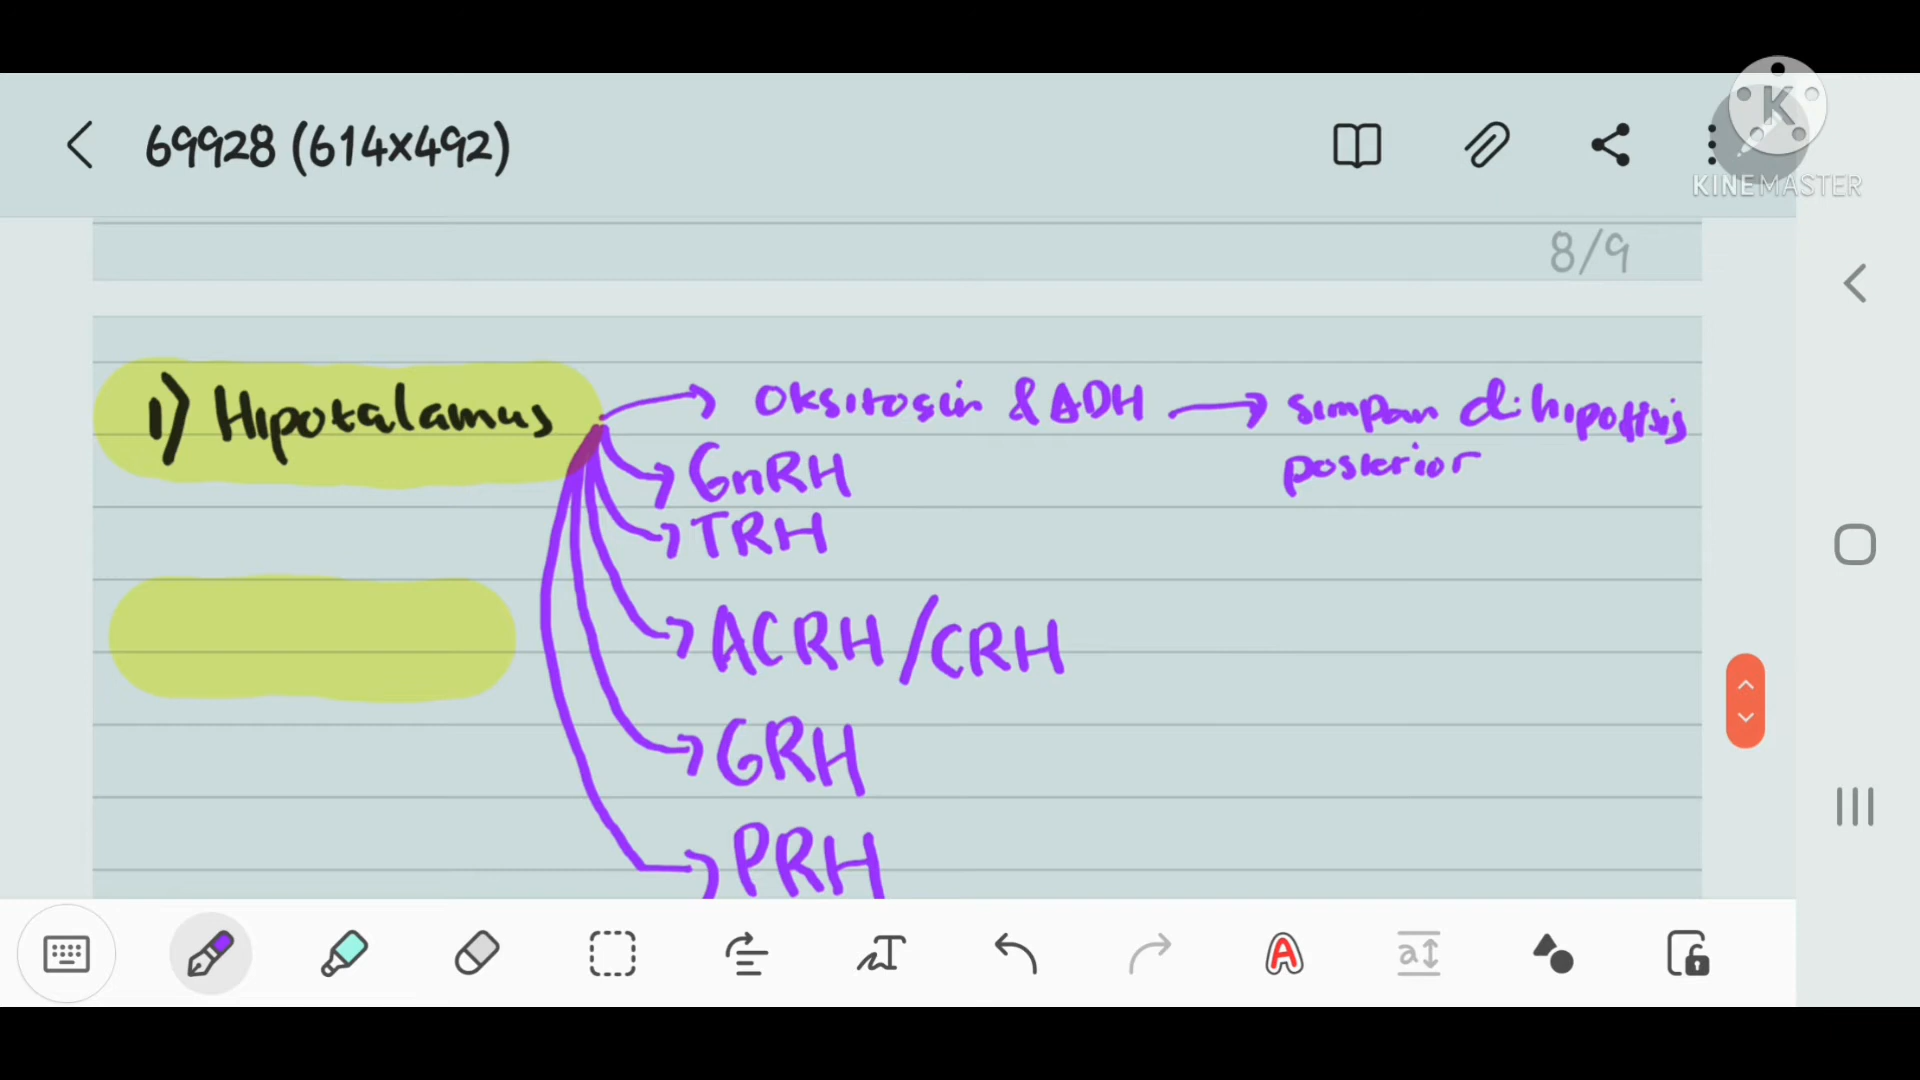 69928 (614x492)
KINEMASTER
8/9
1) Hipotalamus
Oksitosin & ADH → simpan di hipofisis
posterior
GnRH
TRH
ACRH/CRH
GRH
PRH